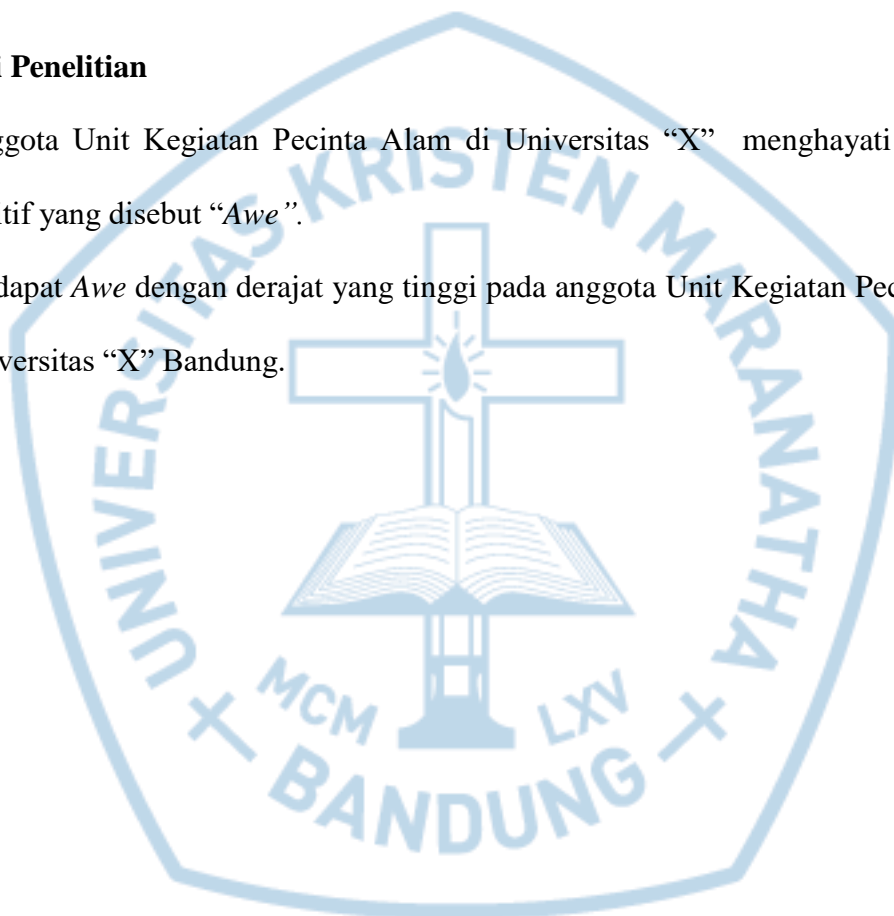 i Penelitian
ggota Unit Kegiatan Pecinta Alam di Universitas “X” menghayati
itif yang disebut “Awe”.
dapat Awe dengan derajat yang tinggi pada anggota Unit Kegiatan Pec
versitas “X” Bandung.
UNIVERSITAS KRISTEN MARANATHA
MCM LXV
BANDUNG